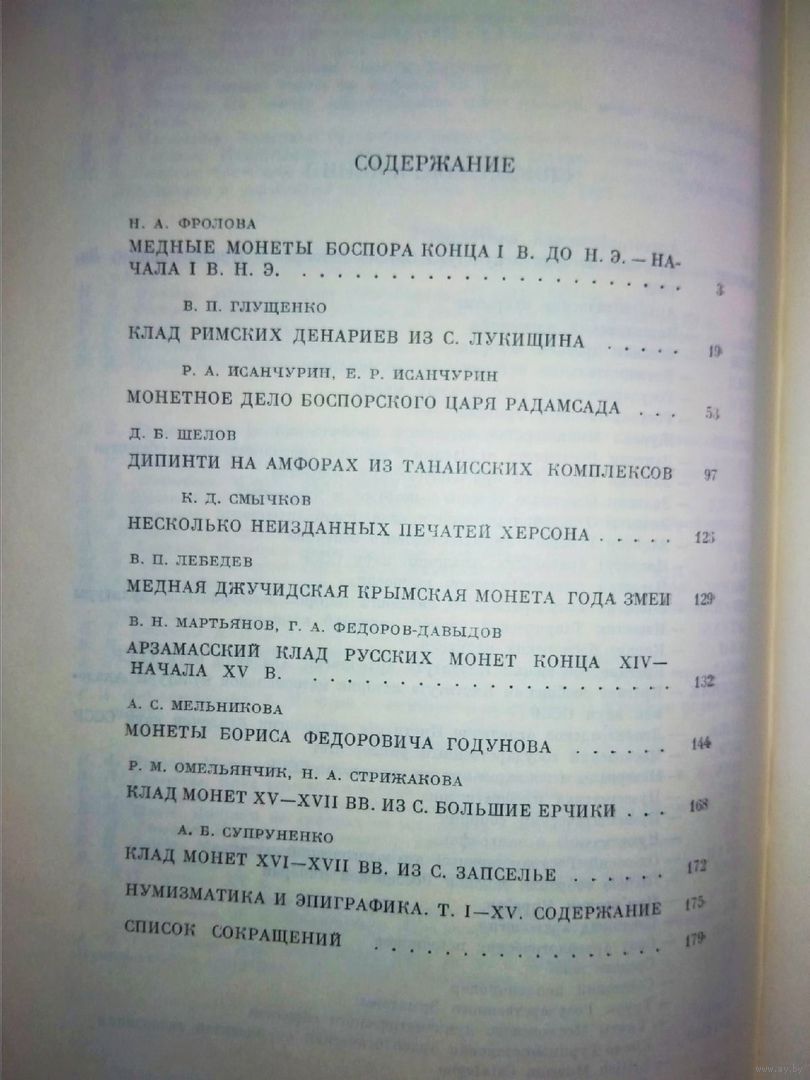 СОДЕРЖАНИЕ
Н. А. ФРОЛОВА
МЕДНЫЕ МОНЕТЫ БОСПОРА КОНЦА I В. ДО Н. Э. — НА-
ЧАЛА I В. Н. Э. . . . . . . . . . . . . . . . . . . . . 3
В. П. ГЛУЩЕНКО
КЛАД РИМСКИХ ДЕНАРИЕВ ИЗ С. ЛУКИЩИНА . . . . . 19
Р. А. ИСАНЧУРИН, Е. Р. ИСАНЧУРИН
МОНЕТНОЕ ДЕЛО БОСПОРСКОГО ЦАРЯ РАДАМСАДА . . . 53
Д. Б. ШЕЛОВ
ДИПИНТИ НА АМФОРАХ ИЗ ТАНАИССКИХ КОМПЛЕКСОВ 97
К. Д. СМЫЧКОВ
НЕСКОЛЬКО НЕИЗДАННЫХ ПЕЧАТЕЙ ХЕРСОНА . . . . .
В. П. ЛЕБЕДЕВ
МЕДНАЯ ДЖУЧИДСКАЯ КРЫМСКАЯ МОНЕТА ГОДА ЗМЕИ 129
В. Н. МАРТЬЯНОВ, Г. А. ФЕДОРОВ-ДАВЫДОВ
АРЗАМАССКИЙ КЛАД РУССКИХ МОНЕТ КОНЦА XIV—
НАЧАЛА XV В. . . . . . . . . . . . . . . . . . . . 132
А. С. МЕЛЬНИКОВА
МОНЕТЫ БОРИСА ФЕДОРОВИЧА ГОДУНОВА . . . . . . 144
Р. М. ОМЕЛЬЯНЧИК, Н. А. СТРИЖАКОВА
КЛАД МОНЕТ XV—XVII ВВ. ИЗ С. БОЛЬШИЕ ЕРЧИКИ . . . 168
А. Б. СУПРУНЕНКО
КЛАД МОНЕТ XVI—XVII ВВ. ИЗ С. ЗАПСЕЛЬЕ . . . . . . 172
НУМИЗМАТИКА И ЭПИГРАФИКА. Т. I—XV. СОДЕРЖАНИЕ 175
СПИСОК СОКРАЩЕНИЙ . . . . . . . . . . . . . . . 179
www.ay.by